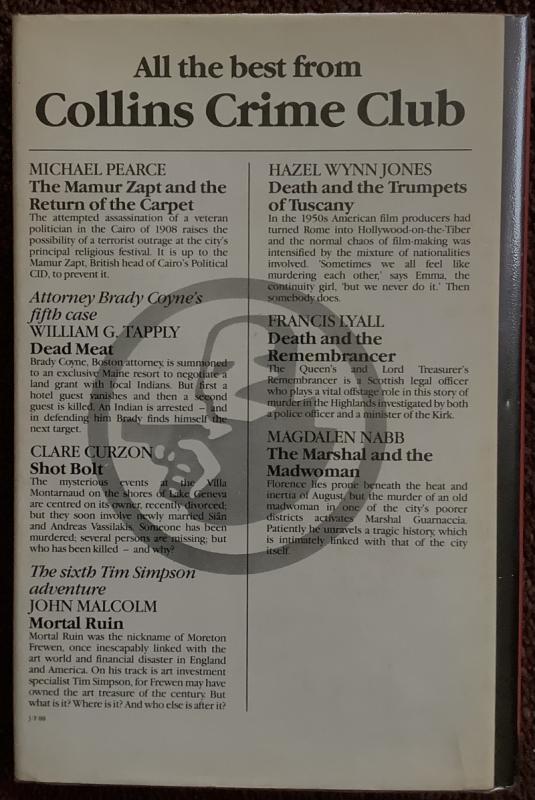 All the best from
Collins Crime Club
MICHAEL PEARCE
The Mamur Zapt and the
Return of the Carpet
The attempted assassination of a veteran
politician in the Cairo of 1908 raises the
possibility of a terrorist outrage at the city's
principal religious festival. It is up to the
Mamur Zapt, British head of Cairo's Political
CID, to prevent it.
Attorney Brady Coyne's
fifth case
WILLIAM G. TAPPLY
Dead Meat
Brady Coyne, Boston attorney, is summoned
to an exclusive Maine resort to negotiate a
land grant with local Indians. But first a
hotel guest vanishes and then a second
guest is killed. An Indian is arrested – and
in defending him Brady finds himself the
next target.
CLARE CURZON
Shot Bolt
The mysterious events at the Villa
Montarnaud on the shores of Lake Geneva
are centred on its owner, recently divorced;
but they soon involve newly married Siân
and Andreas Vassilakis. Someone has been
murdered; several persons are missing; but
who has been killed – and why?
The sixth Tim Simpson
adventure
JOHN MALCOLM
Mortal Ruin
Mortal Ruin was the nickname of Moreton
Frewen, once inescapably linked with the
art world and financial disaster in England
and America. On his track is art investment
specialist Tim Simpson, for Frewen may have
owned the art treasure of the century. But
what is it? Where is it? And who else is after it?
HAZEL WYNN JONES
Death and the Trumpets
of Tuscany
In the 1950s American film producers had
turned Rome into Hollywood-on-the-Tiber
and the normal chaos of film-making was
intensified by the mixture of nationalities
involved. 'Sometimes we all feel like
murdering each other,' says Emma, the
continuity girl, 'but we never do it.' Then
somebody does.
FRANCIS LYALL
Death and the
Remembrancer
The Queen's and Lord Treasurer's
Remembrancer is a Scottish legal officer
who plays a vital offstage role in this story of
murder in the Highlands investigated by both
a police officer and a minister of the Kirk.
MAGDALEN NABB
The Marshal and the
Madwoman
Florence lies prone beneath the heat and
inertia of August, but the murder of an old
madwoman in one of the city's poorer
districts activates Marshal Guarnaccia.
Patiently he unravels a tragic history, which
is intimately linked with that of the city
itself.